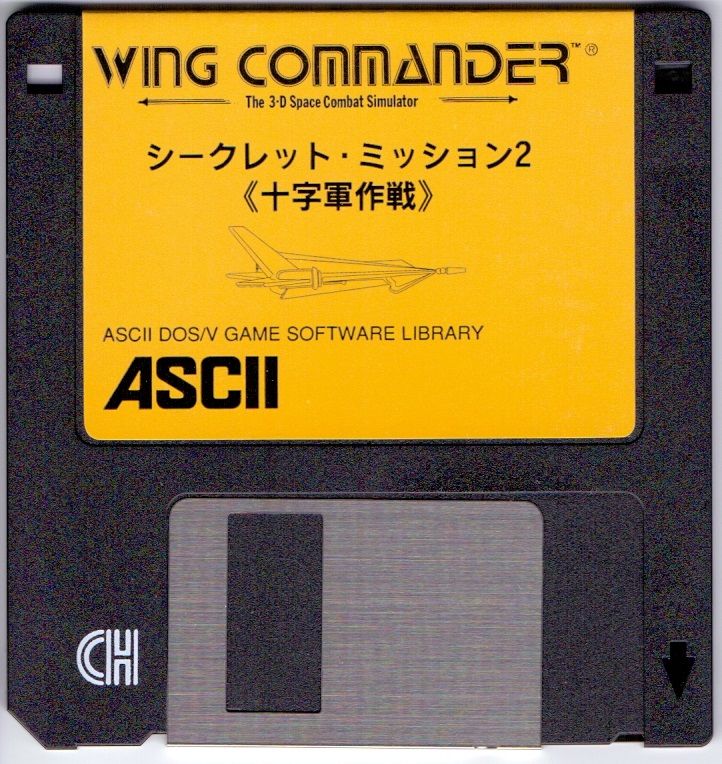 WING COMMANDER™®
The 3-D Space Combat Simulator
シークレット・ミッション2
《十字軍作戦》
ASCII DOS/V GAME SOFTWARE LIBRARY
ASCII
CH